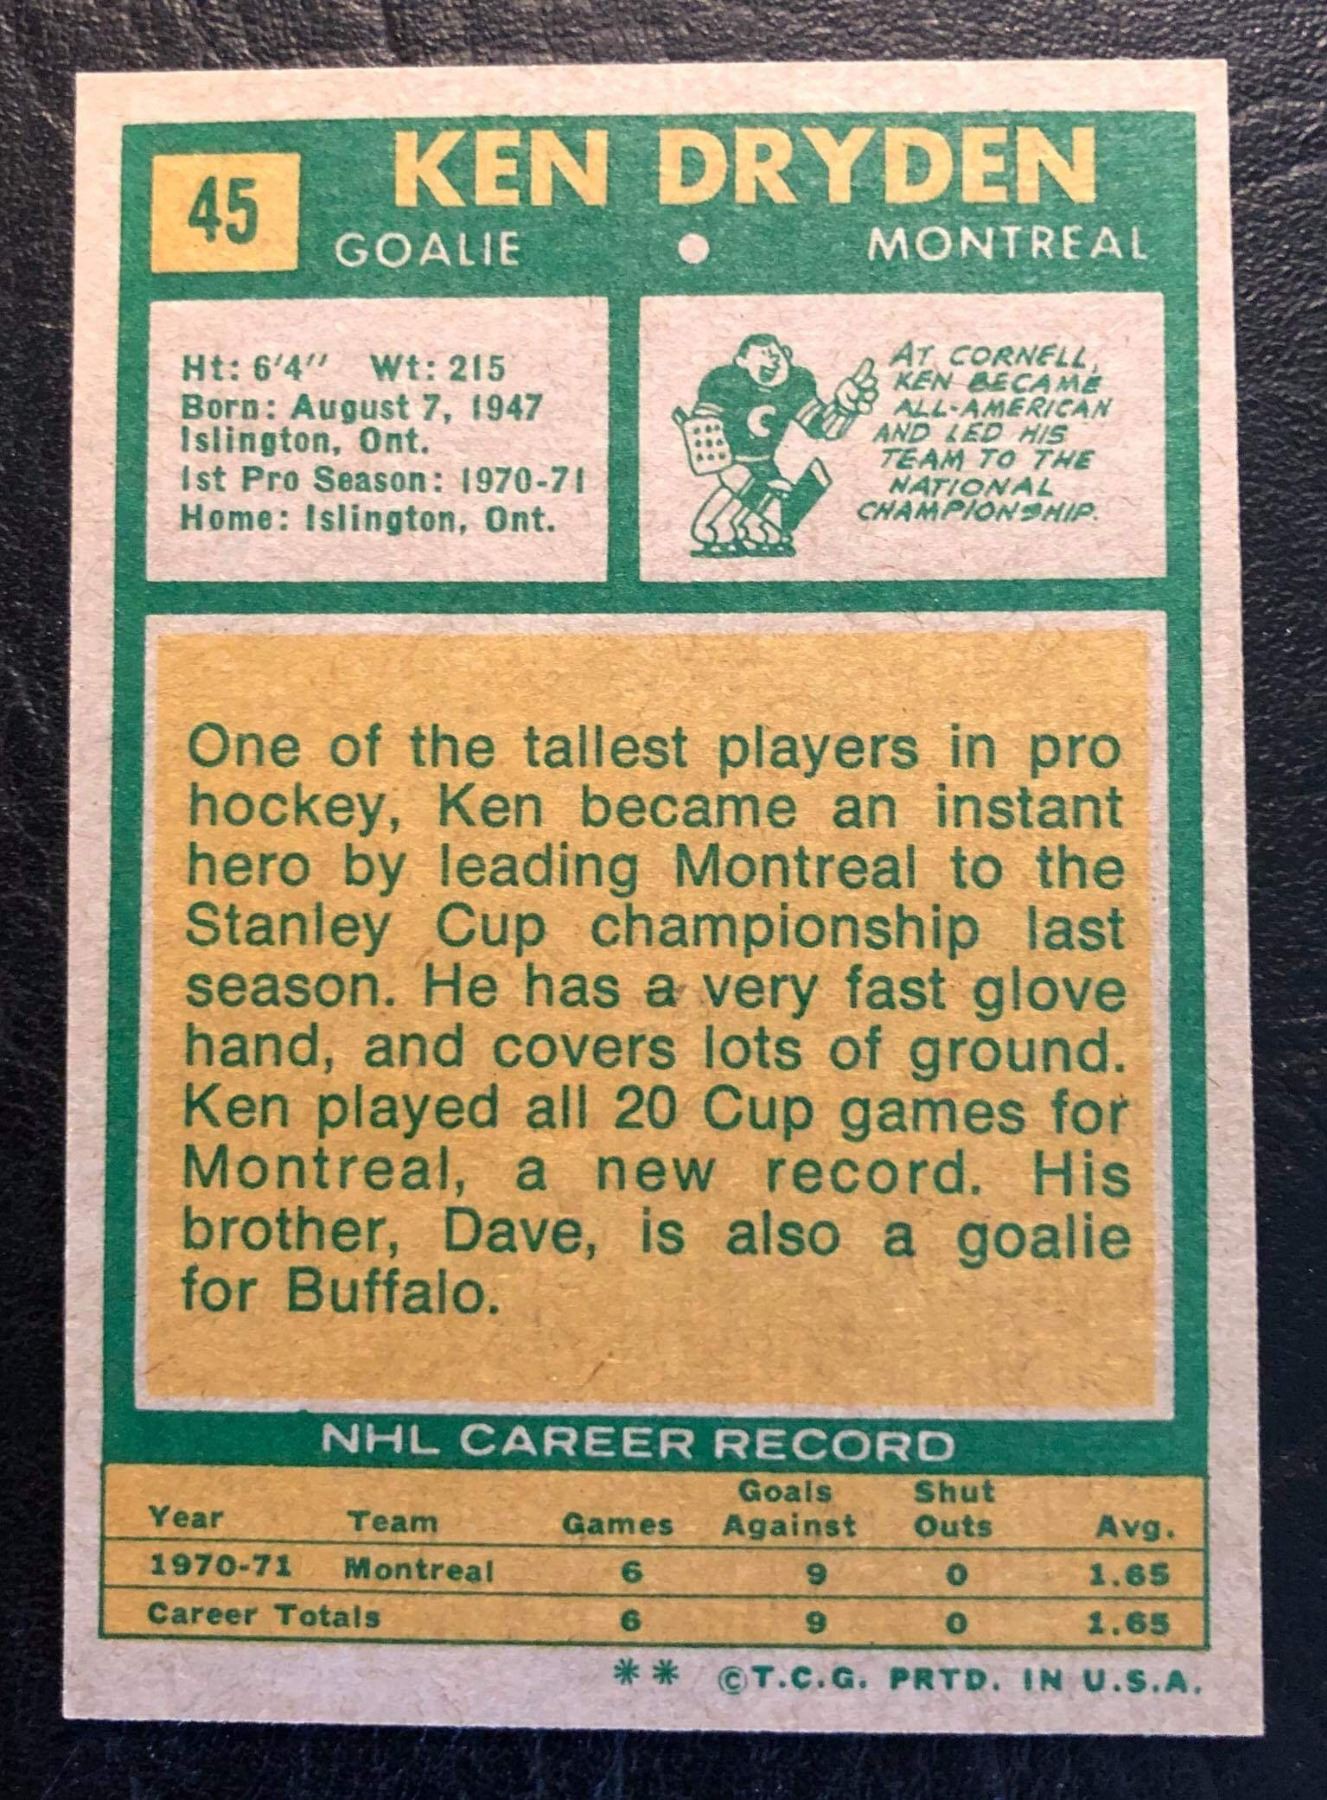 45
KEN DRYDEN
GOALIE • MONTREAL
Ht: 6'4'' Wt: 215
Born: August 7, 1947
Islington, Ont.
1st Pro Season: 1970-71
Home: Islington, Ont.
C
AT CORNELL,
KEN BECAME
ALL-AMERICAN
AND LED HIS
TEAM TO THE
NATIONAL
CHAMPIONSHIP.
One of the tallest players in pro
hockey, Ken became an instant
hero by leading Montreal to the
Stanley Cup championship last
season. He has a very fast glove
hand, and covers lots of ground.
Ken played all 20 Cup games for
Montreal, a new record. His
brother, Dave, is also a goalie
for Buffalo.
NHL CAREER RECORD
Year Team Games Goals Against Shut Outs Avg.
1970-71 Montreal 6 9 0 1.65
Career Totals 6 9 0 1.65
** ©T.C.G. PRTD. IN U.S.A.